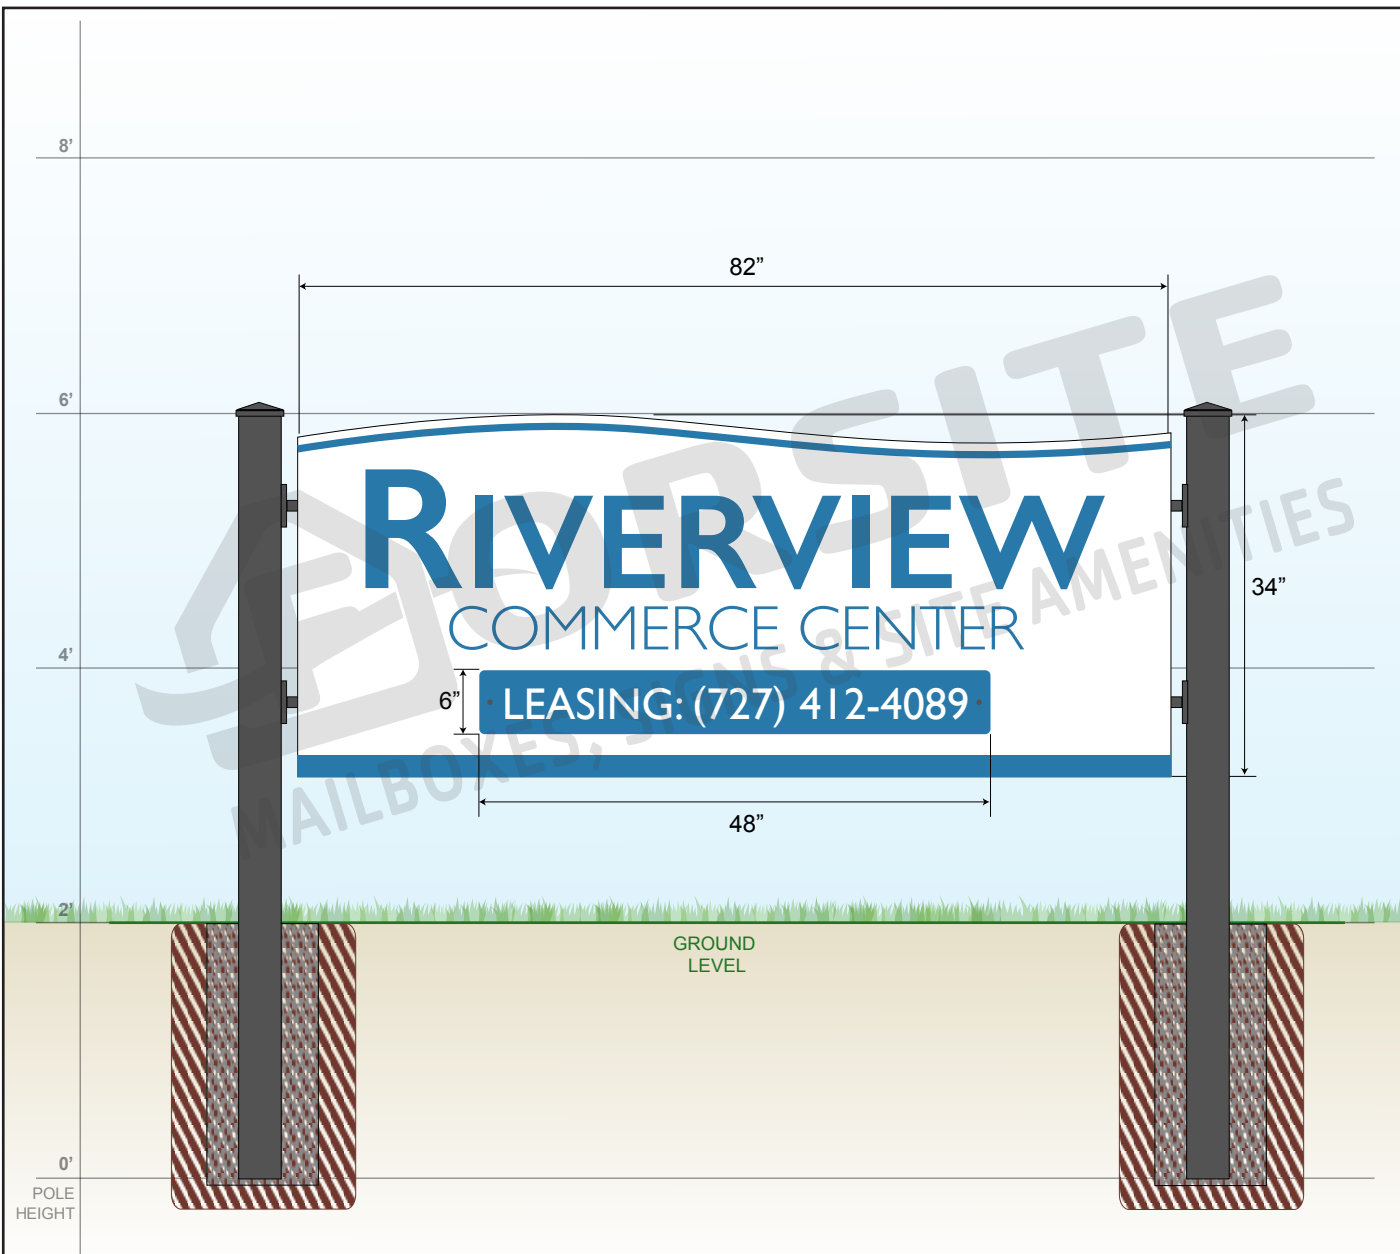 8’
82”
6’
RIVERVIEW
COMMERCE CENTER
34”
4’
6”
LEASING: (727) 412-4089
48”
FORSITE
MAILBOXES, SIGNS & SITE AMENITIES
2’
GROUND
LEVEL
0’
POLE
HEIGHT